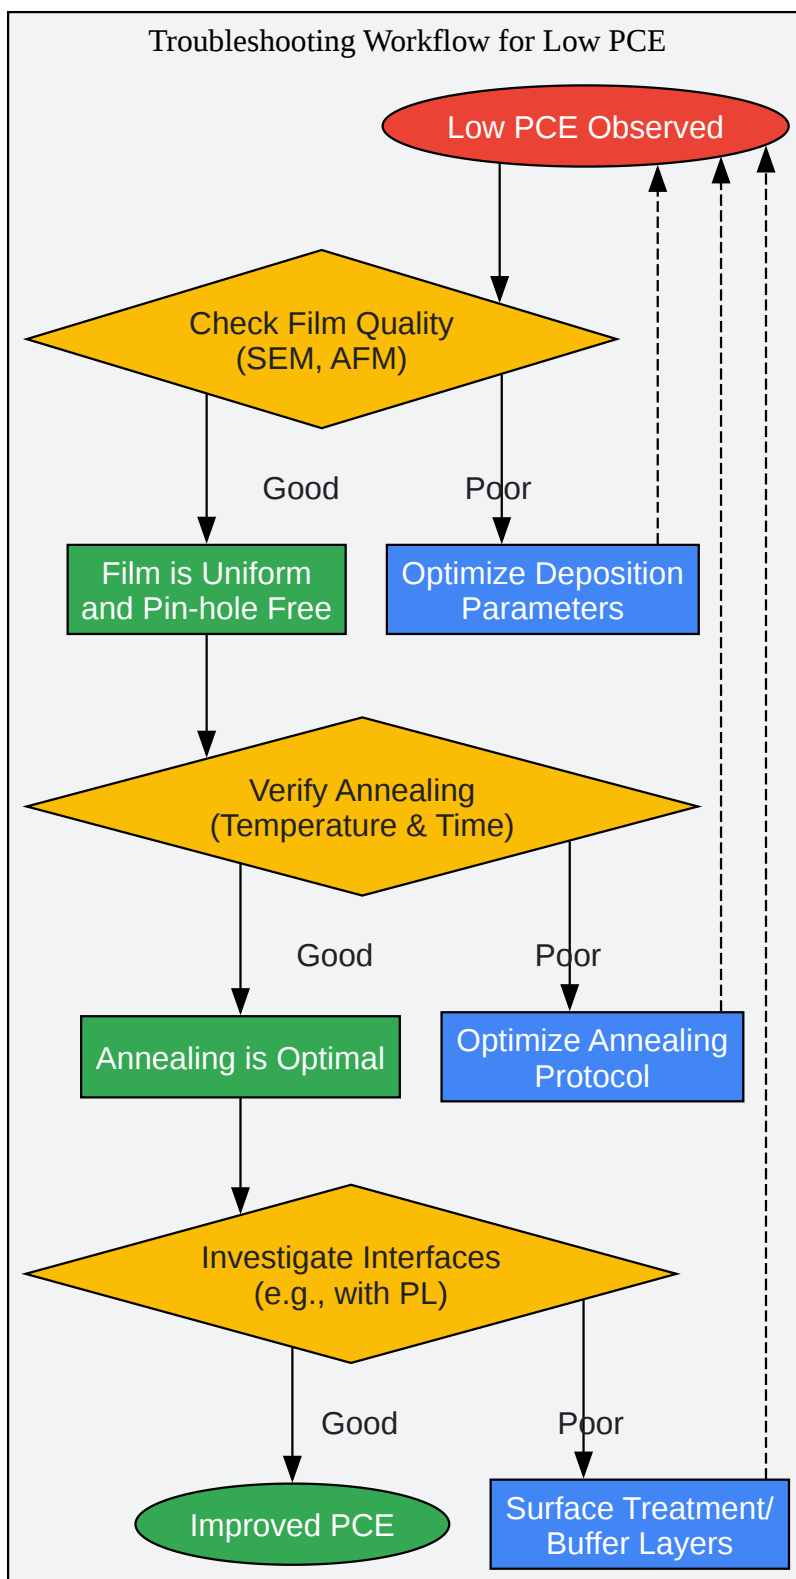 Troubleshooting Workflow for Low PCE
Low PCE Observed
Check Film Quality
(SEM, AFM)
Good
Poor
Film is Uniform
and Pin-hole Free
Optimize Deposition
Parameters
Verify Annealing
(Temperature & Time)
Good
Poor
Annealing is Optimal
Optimize Annealing
Protocol
Investigate Interfaces
(e.g., with PL)
Good
Poor
Improved PCE
Surface Treatment/
Buffer Layers